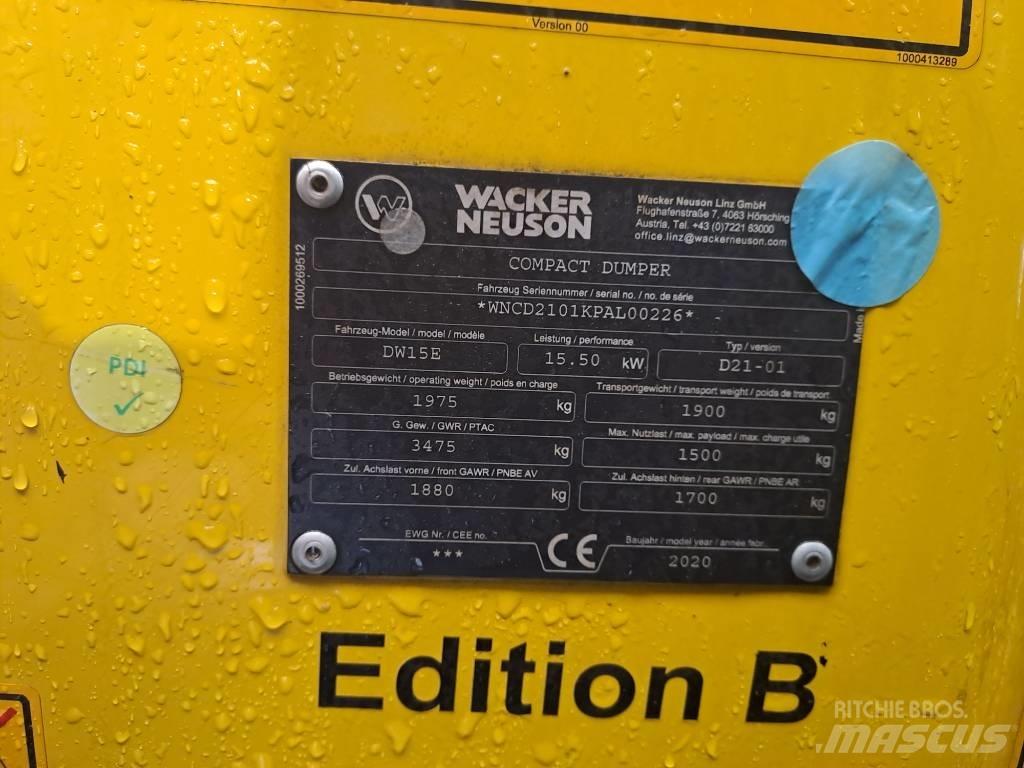 Version 00
1000413289
WACKER
NEUSON
Wacker Neuson Linz GmbH
Flughafenstraße 7, 4063 Hörsching
Austria, Tel. +43 (0)7221 63000
office.linz@wackerneuson.com
1000269512
COMPACT DUMPER
Fahrzeug Seriennummer / serial no. / no. de série
*WNCD2101KPAL00226*
Made
Fahrzeug-Model / model / modèle
Leistung / performance
Typ / version
DW15E
15.50 kW
D21-01
Betriebsgewicht / operating weight / poids en charge
Transportgewicht / transport weight / poids de transport
1975 kg
1900 kg
G. Gew. / GWR / PTAC
Max. Nutzlast / max. payload / max. charge utile
3475 kg
1500 kg
Zul. Achslast vorne / front GAWR / PNBE AV
Zul. Achslast hinten / rear GAWR / PNBE AR
1880 kg
1700 kg
EWG Nr. / CEE no.
***
CE
Baujahr / model year / année fabr.
2020
PDI
Edition B
RITCHIE BROS.
MASCUS